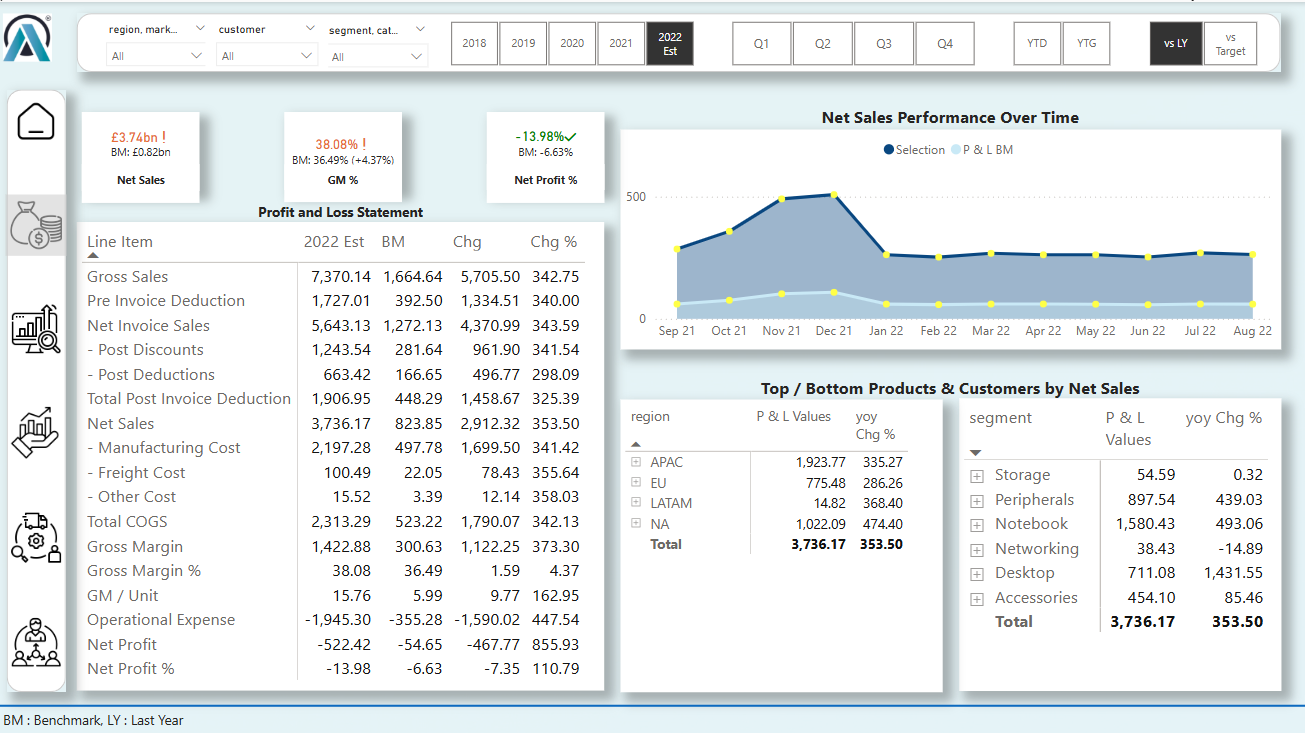 region, mark...
customer
segment, cat...
All
All
All
2018
2019
2020
2021
2022
Est
Q1
Q2
Q3
Q4
YTD
YTG
vs LY
vs
Target
£3.74bn !
BM: £0.82bn
Net Sales
38.08% !
BM: 36.49% (+4.37%)
GM %
-13.98%
BM: -6.63%
Net Profit %
Net Sales Performance Over Time
Selection P & L BM
500
0
Sep 21 Oct 21 Nov 21 Dec 21 Jan 22 Feb 22 Mar 22 Apr 22 May 22 Jun 22 Jul 22 Aug 22
Profit and Loss Statement
Line Item 2022 Est BM Chg Chg %
Gross Sales 7,370.14 1,664.64 5,705.50 342.75
Pre Invoice Deduction 1,727.01 392.50 1,334.51 340.00
Net Invoice Sales 5,643.13 1,272.13 4,370.99 343.59
- Post Discounts 1,243.54 281.64 961.90 341.54
- Post Deductions 663.42 166.65 496.77 298.09
Total Post Invoice Deduction 1,906.95 448.29 1,458.67 325.39
Net Sales 3,736.17 823.85 2,912.32 353.50
- Manufacturing Cost 2,197.28 497.78 1,699.50 341.42
- Freight Cost 100.49 22.05 78.43 355.64
- Other Cost 15.52 3.39 12.14 358.03
Total COGS 2,313.29 523.22 1,790.07 342.13
Gross Margin 1,422.88 300.63 1,122.25 373.30
Gross Margin % 38.08 36.49 1.59 4.37
GM / Unit 15.76 5.99 9.77 162.95
Operational Expense -1,945.30 -355.28 -1,590.02 447.54
Net Profit -522.42 -54.65 -467.77 855.93
Net Profit % -13.98 -6.63 -7.35 110.79
Top / Bottom Products & Customers by Net Sales
region P & L Values yoy
Chg %
APAC 1,923.77 335.27
EU 775.48 286.26
LATAM 14.82 368.40
NA 1,022.09 474.40
Total 3,736.17 353.50
segment P & L yoy Chg %
Values
Storage 54.59 0.32
Peripherals 897.54 439.03
Notebook 1,580.43 493.06
Networking 38.43 -14.89
Desktop 711.08 1,431.55
Accessories 454.10 85.46
Total 3,736.17 353.50
BM : Benchmark, LY : Last Year